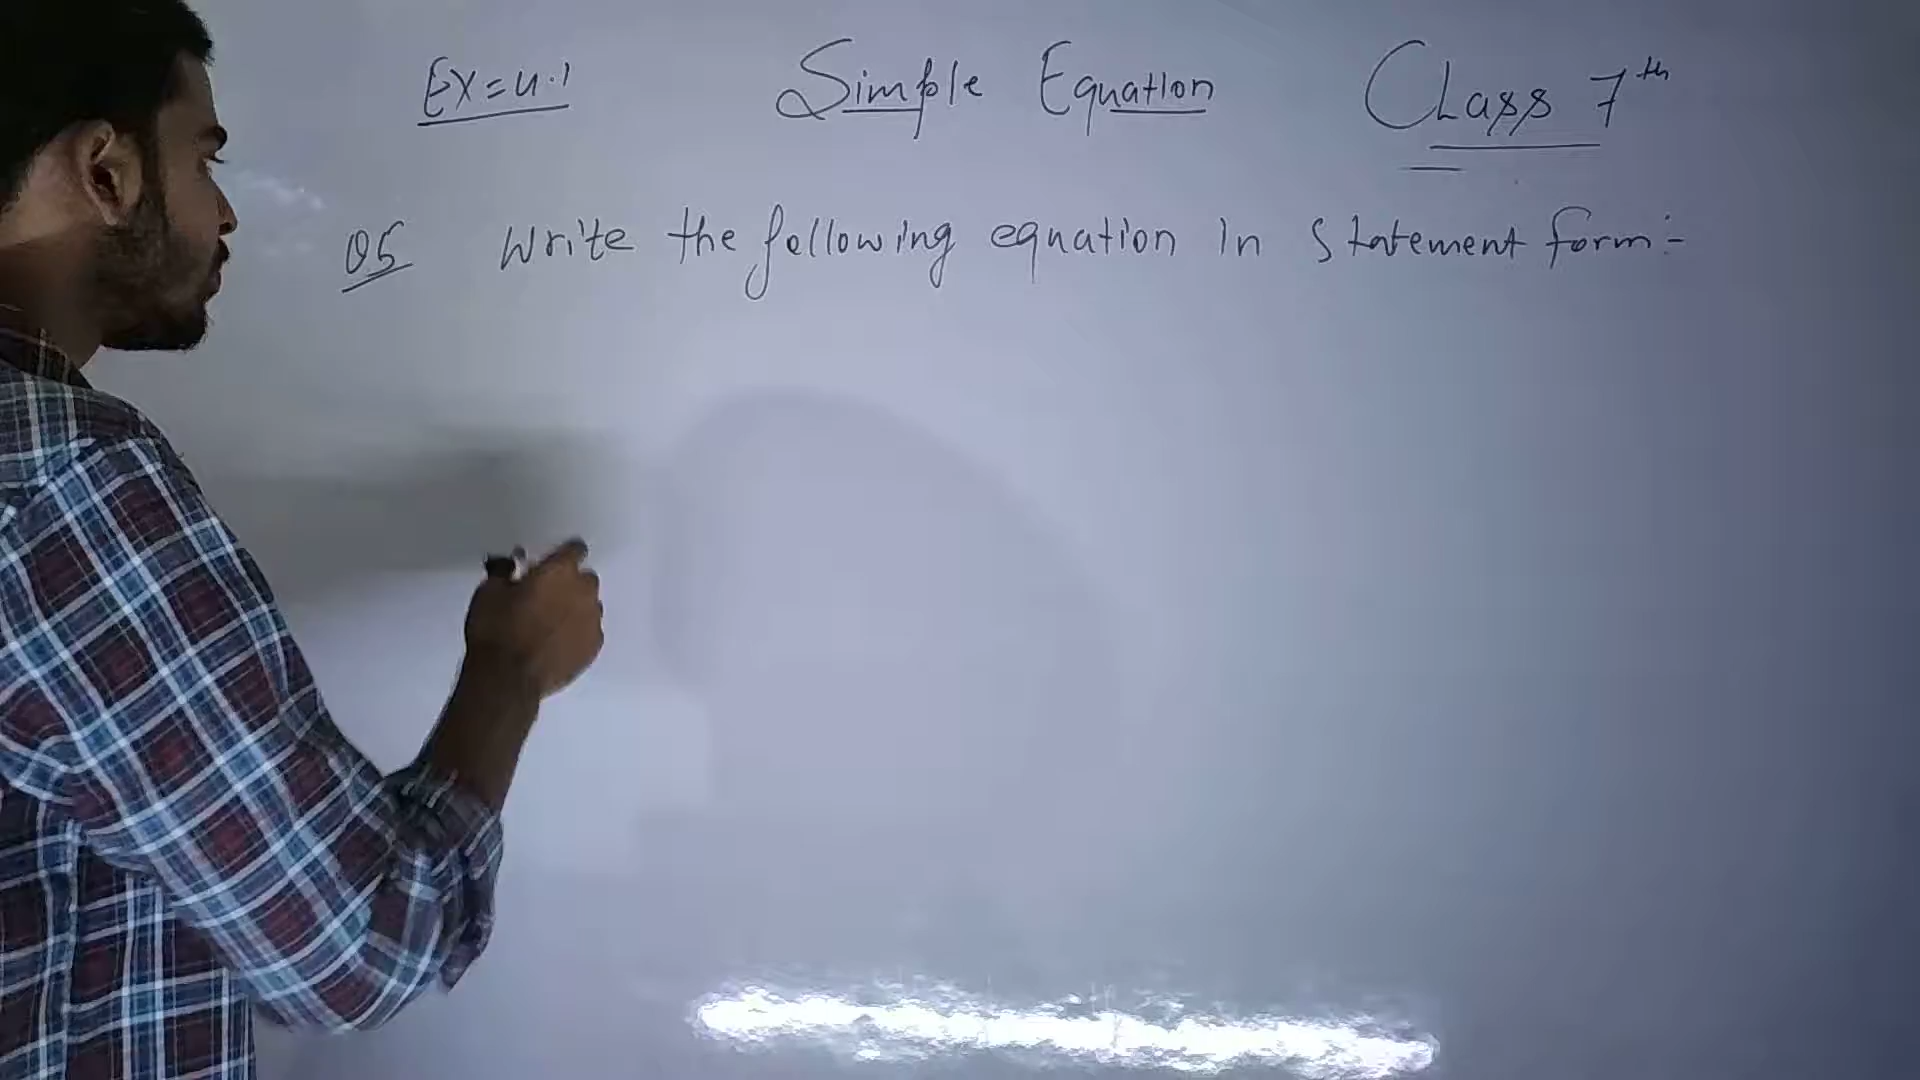 Ex = 4.1 Simple Equation Class 7th
Q5 Write the following equation in Statement form :-